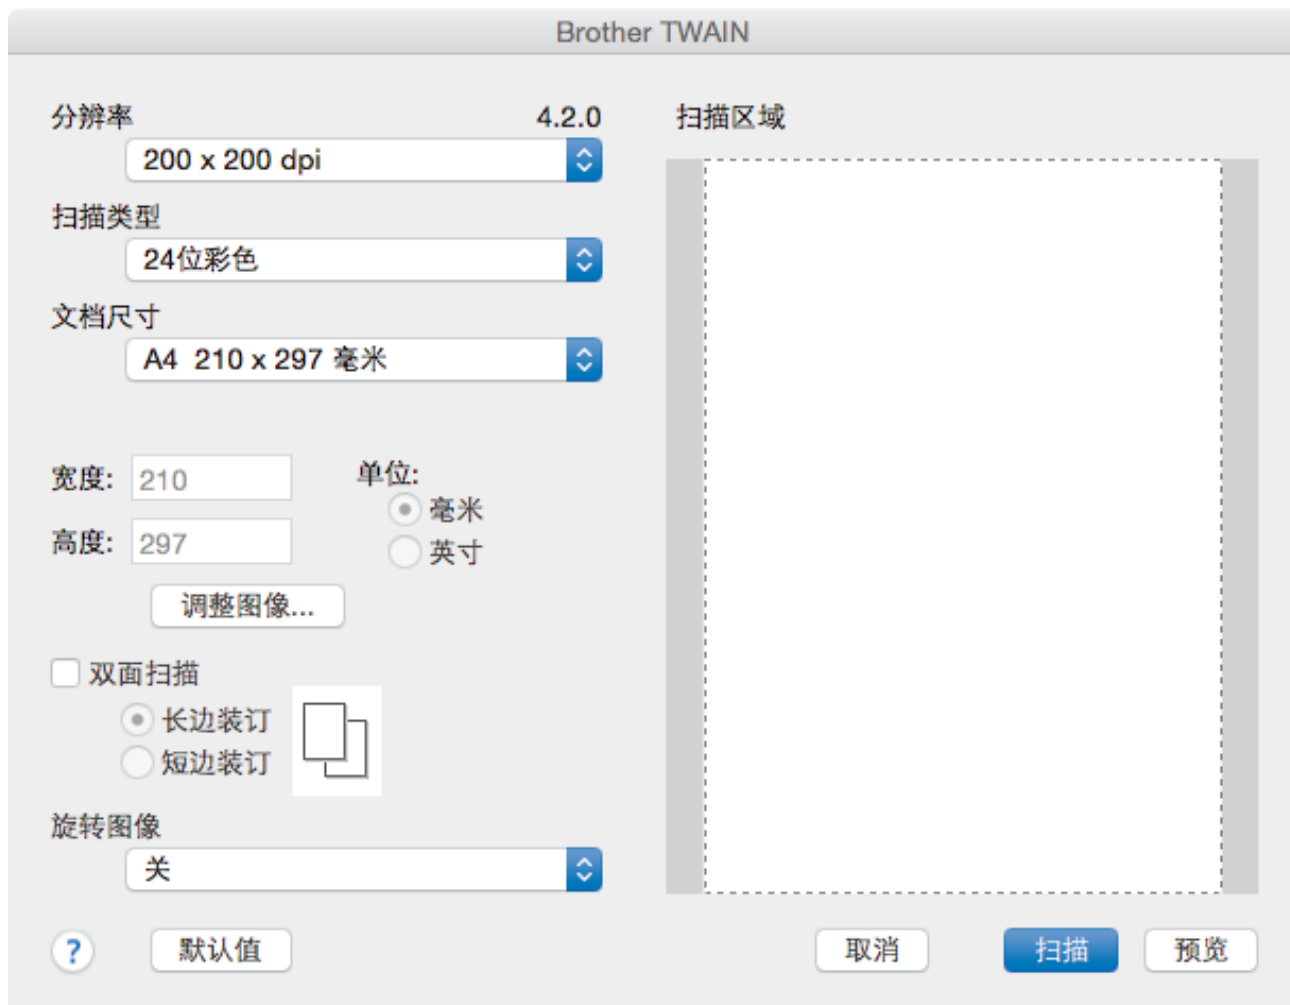 Brother TWAIN
分辨率 4.2.0
200 x 200 dpi
扫描类型
24位彩色
文档尺寸
A4 210 x 297 毫米
宽度: 210
高度: 297
单位:
毫米
英寸
调整图像...
双面扫描
长边装订
短边装订
旋转图像
关
? 默认值
扫描区域
取消 扫描 预览